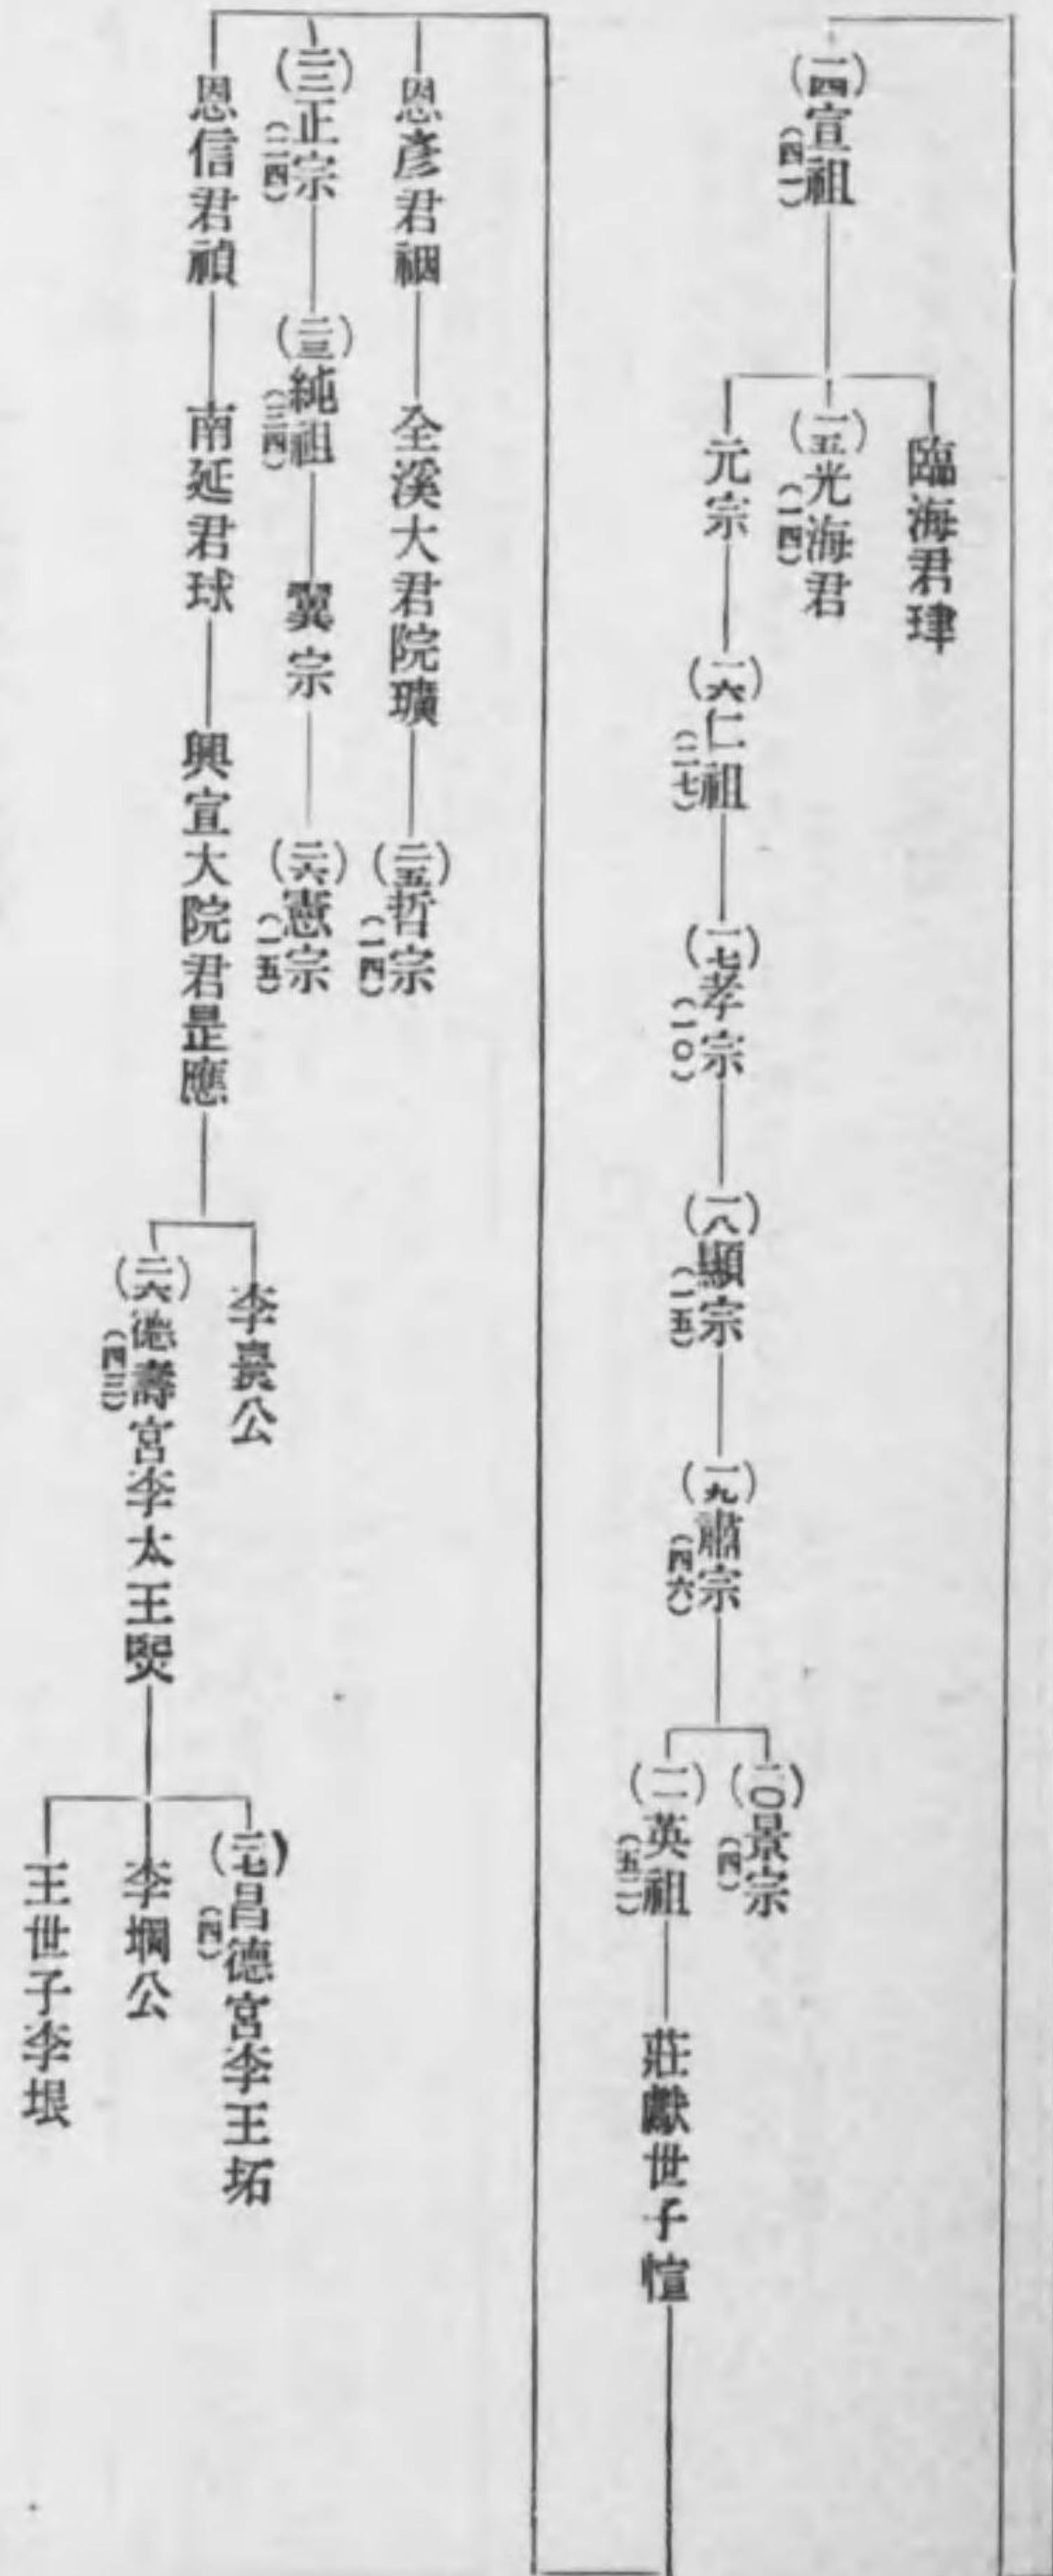 (一四)宣祖(四一)
臨海君珒
(一五)光海君(一四)
元宗
(一六)仁祖(二七)
(一七)孝宗(一〇)
(一八)顯宗(一五)
(一九)肅宗(四六)
(二〇)景宗(四)
(二一)英祖(五二)
莊獻世子愃
恩彥君裀
全溪大君院㼅
(二五)哲宗(一四)
(二二)正宗(二四)
(二三)純祖(三四)
翼宗
憲宗(一五)
恩信君禛
南延君球
興宣大院君昰應
李熹公
(二六)德壽宮李太王㷩(四三)
(二七)昌德宮李王坧(四)
李堈公
王世子李垠